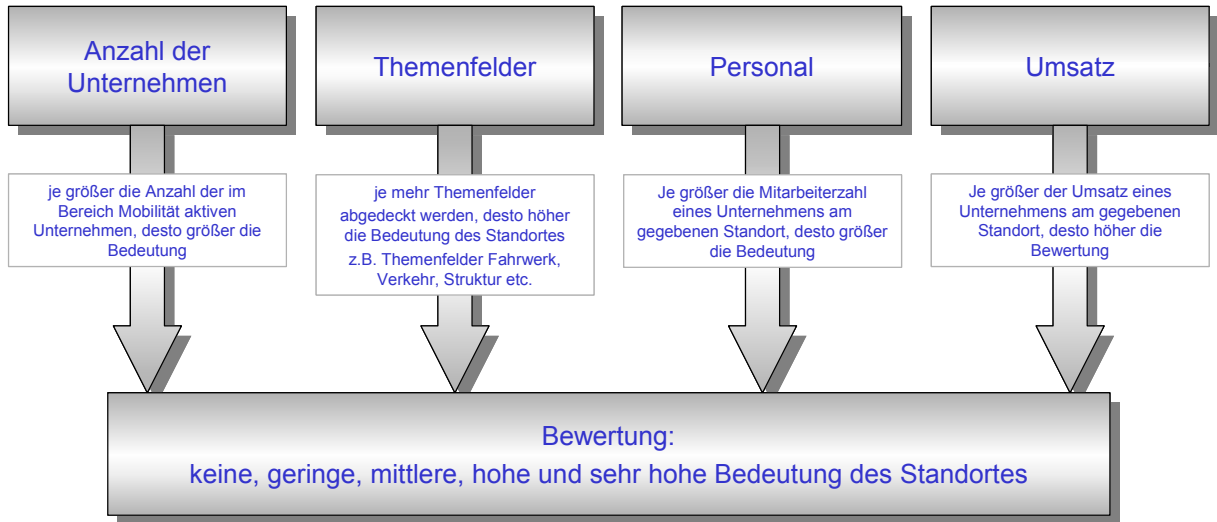 Anzahl der
Unternehmen
Themenfelder
Personal
Umsatz
je größer die Anzahl der im
Bereich Mobilität aktiven
Unternehmen, desto größer die
Bedeutung
je mehr Themenfelder
abgedeckt werden, desto höher
die Bedeutung des Standortes
z.B. Themenfelder Fahrwerk,
Verkehr, Struktur etc.
Je größer die Mitarbeiterzahl
eines Unternehmens am
gegebenen Standort, desto größer
die Bedeutung
Je größer der Umsatz eines
Unternehmens am gegebenen
Standort, desto höher die
Bewertung
Bewertung:
keine, geringe, mittlere, hohe und sehr hohe Bedeutung des Standortes